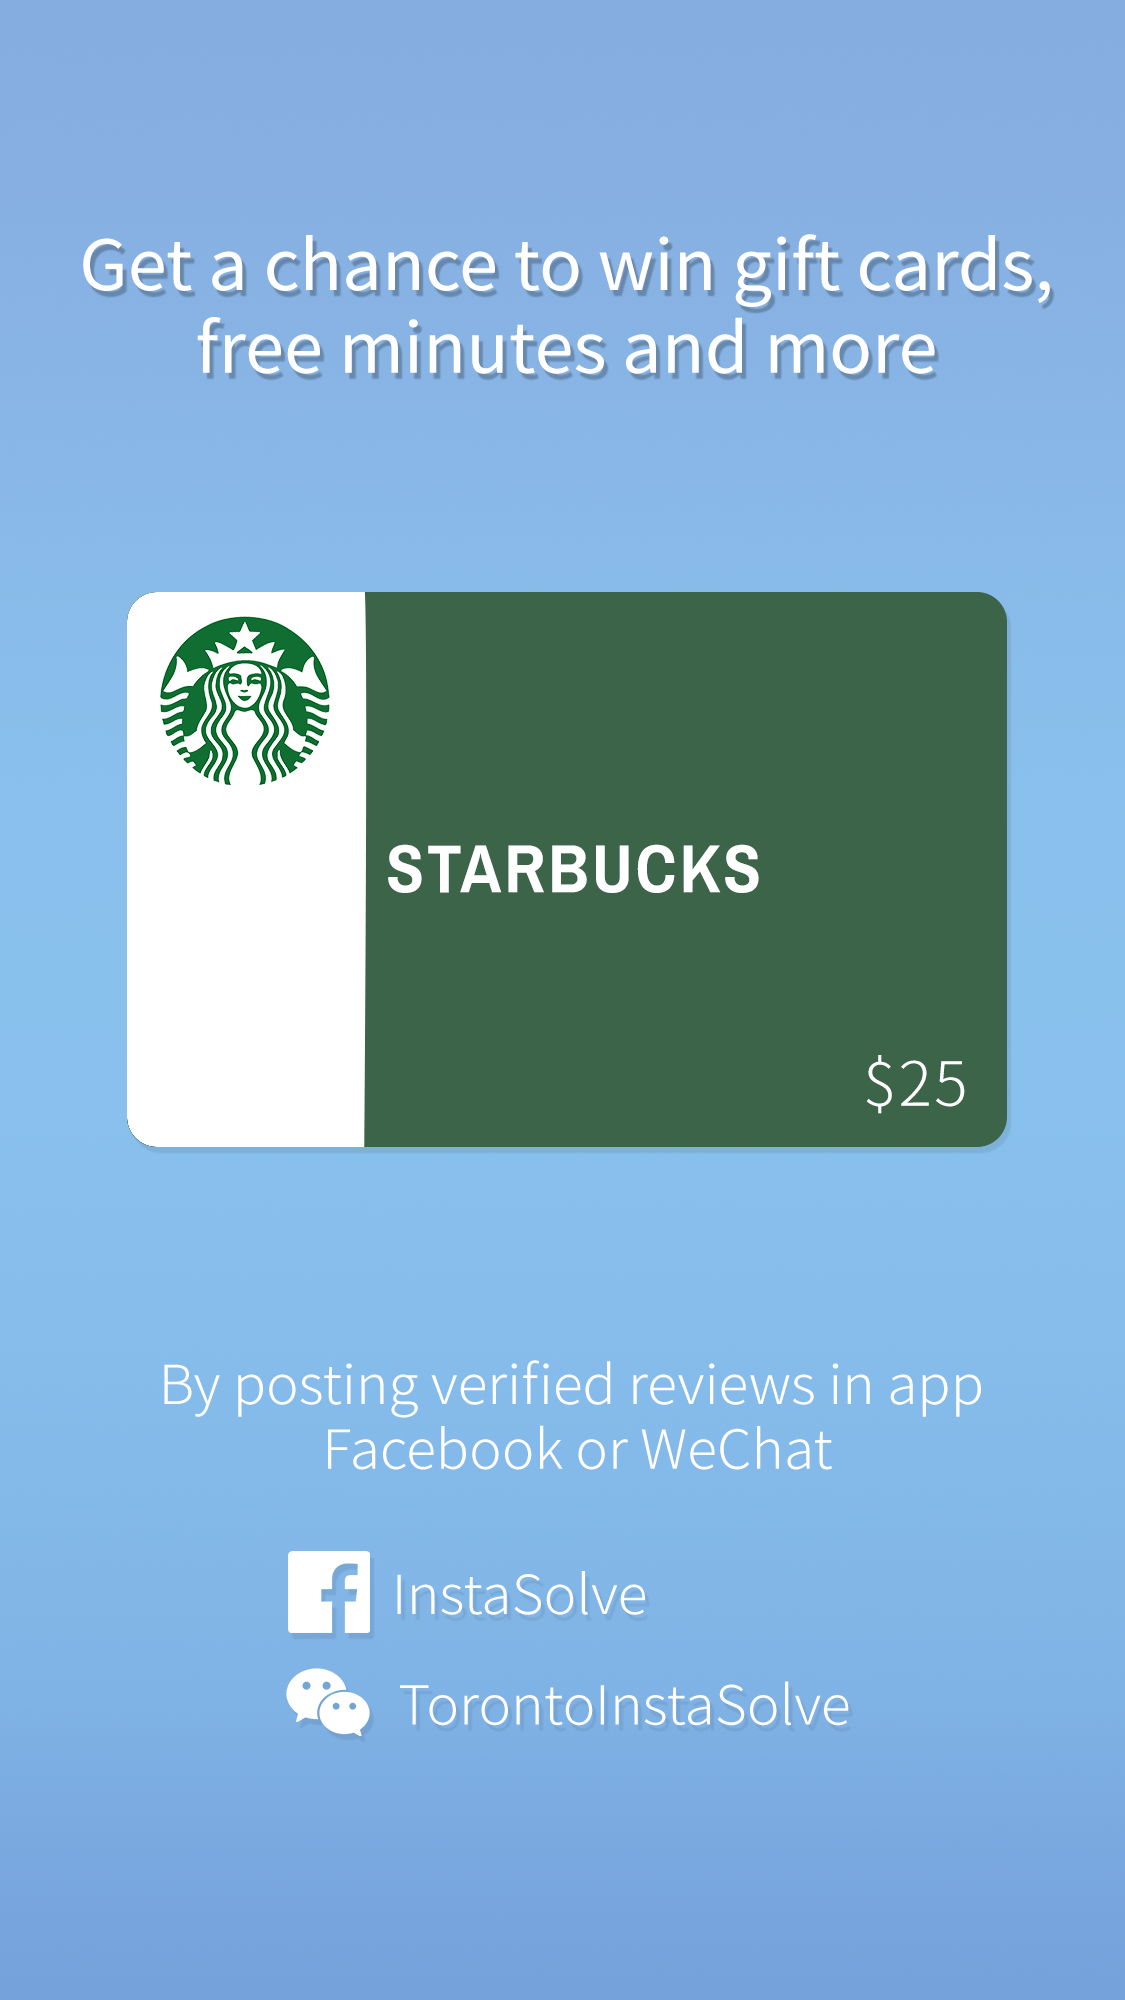 Get a chance to win gift cards,
free minutes and more
STARBUCKS
$25
By posting verified reviews in app
Facebook or WeChat
InstaSolve
TorontoInstaSolve